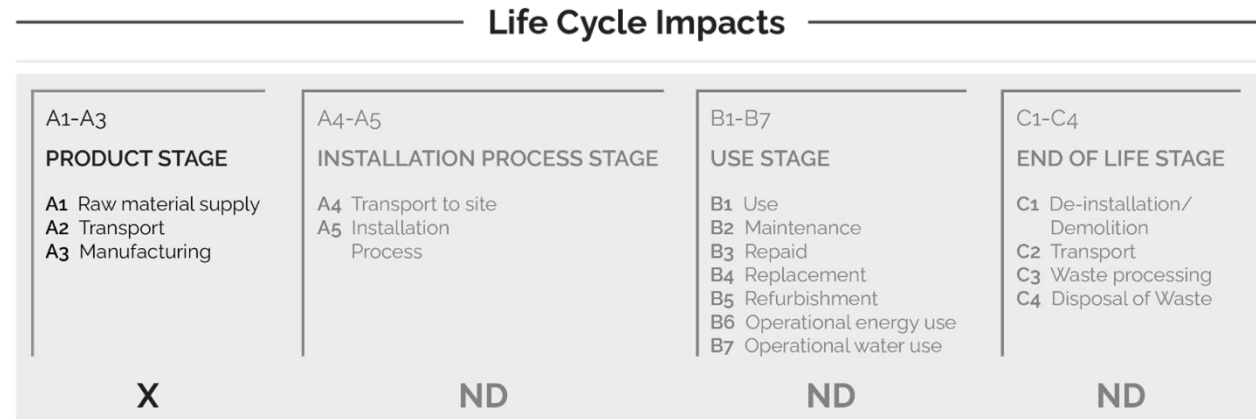 Life Cycle Impacts
A1-A3
PRODUCT STAGE
A1 Raw material supply
A2 Transport
A3 Manufacturing
X
A4-A5
INSTALLATION PROCESS STAGE
A4 Transport to site
A5 Installation
Process
ND
B1-B7
USE STAGE
B1 Use
B2 Maintenance
B3 Repaid
B4 Replacement
B5 Refurbishment
B6 Operational energy use
B7 Operational water use
ND
C1-C4
END OF LIFE STAGE
C1 De-installation/
Demolition
C2 Transport
C3 Waste processing
C4 Disposal of Waste
ND